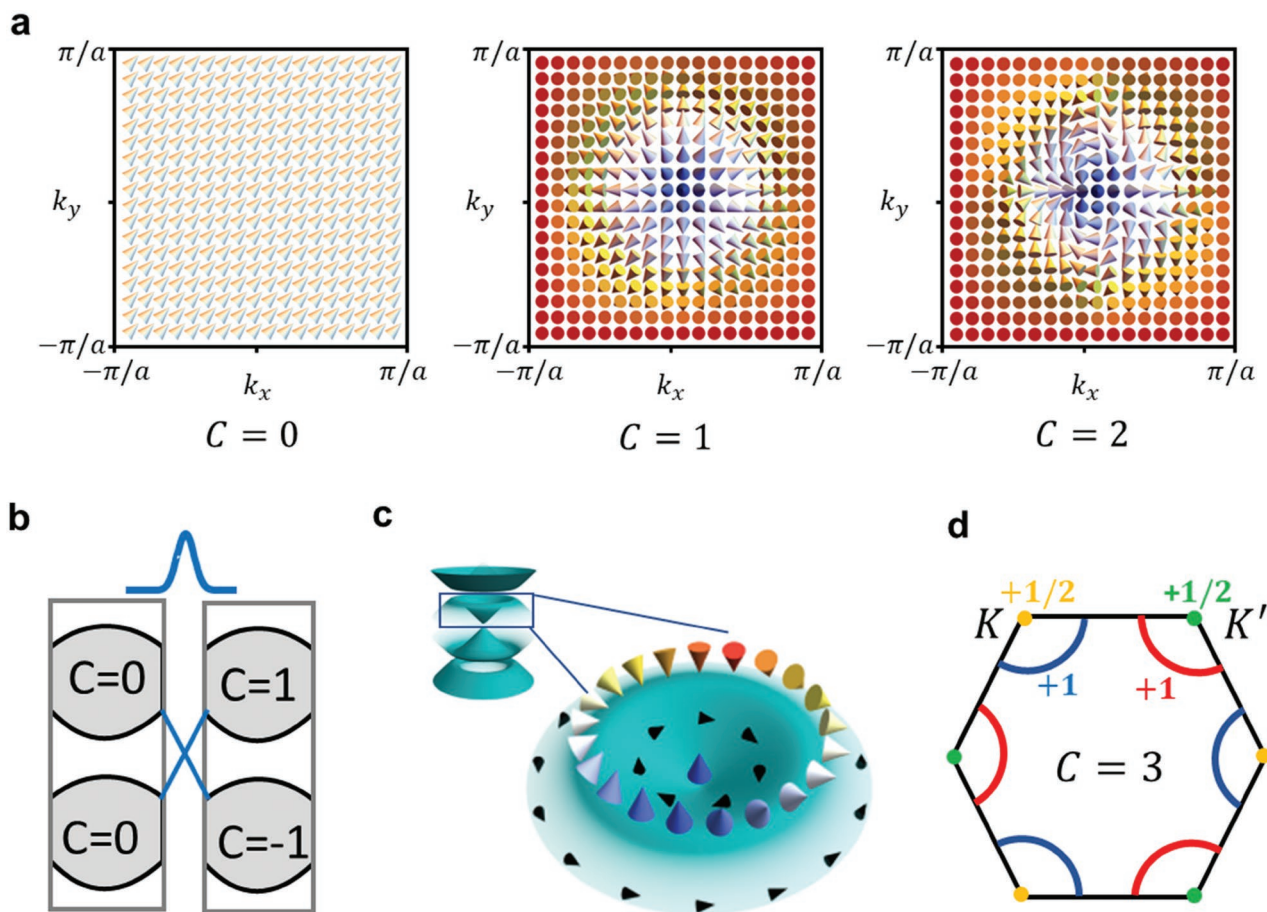 a
π/a
k_y
−π/a
−π/a
k_x
π/a
C = 0
π/a
k_y
−π/a
−π/a
k_x
π/a
C = 1
π/a
k_y
−π/a
−π/a
k_x
π/a
C = 2
b
C=0
C=1
C=0
C=-1
c
d
+1/2
+1/2
K
K′
+1
+1
C = 3